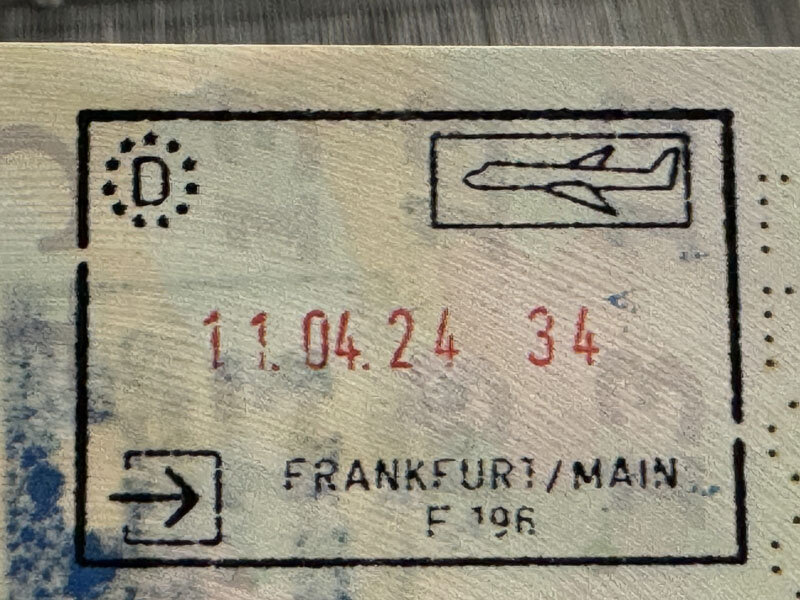 D
11.04.24 34
FRANKFURT/MAIN
F 196